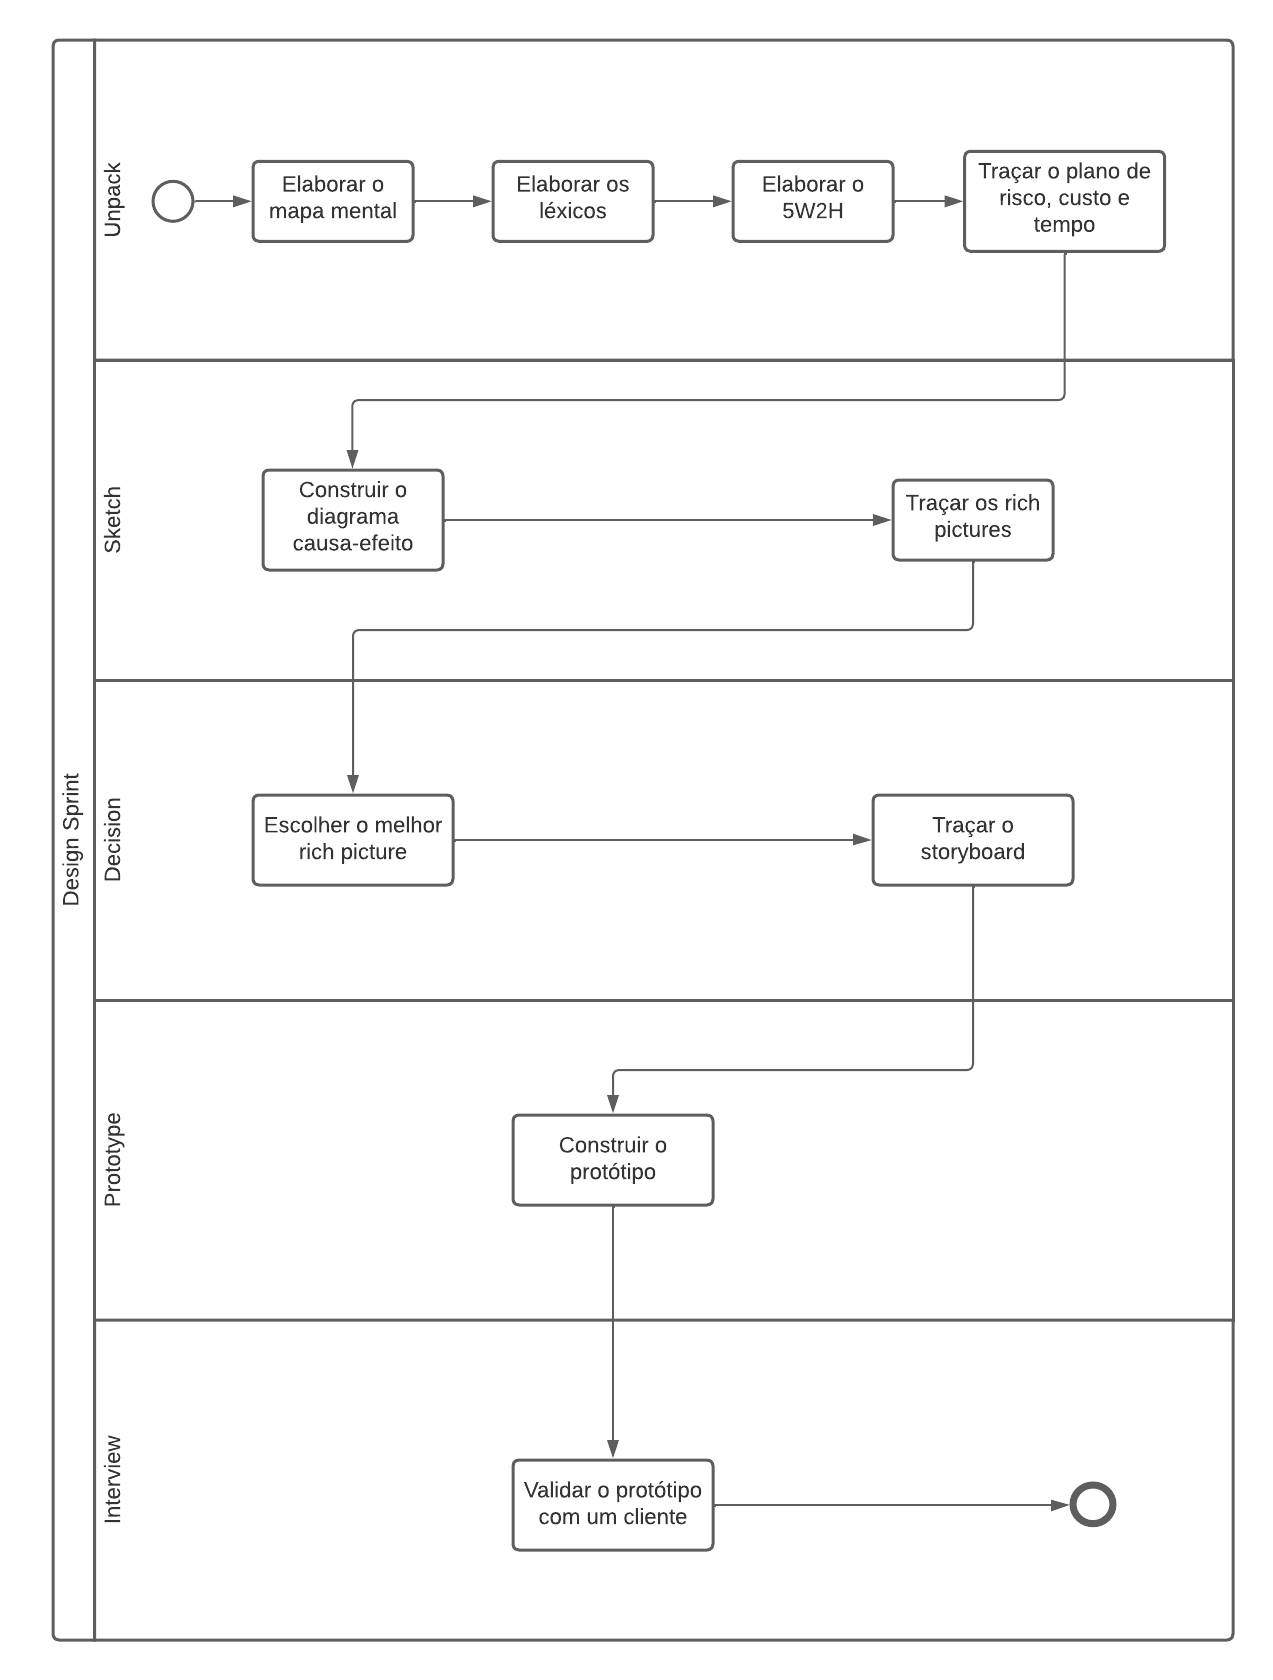 Design Sprint
Unpack
Elaborar o
mapa mental
Elaborar os
léxicos
Elaborar o
5W2H
Traçar o plano de
risco, custo e
tempo
Sketch
Construir o
diagrama
causa-efeito
Traçar os rich
pictures
Decision
Escolher o melhor
rich picture
Traçar o
storyboard
Prototype
Construir o
protótipo
Interview
Validar o protótipo
com um cliente